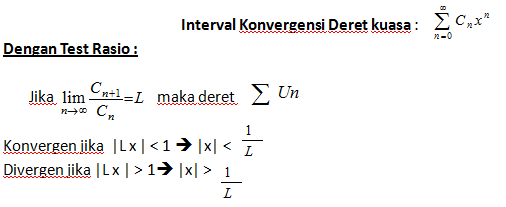 Interval Konvergensi Deret kuasa : ∑_{n=0}^{∞} C_n x^n
Dengan Test Rasio :
Jika lim_{n→∞} C_{n+1}/C_n = L maka deret ∑ Un
Konvergen jika |L x | < 1 ➔ |x| < 1/L
Divergen jika |L x | > 1➔ |x| > 1/L